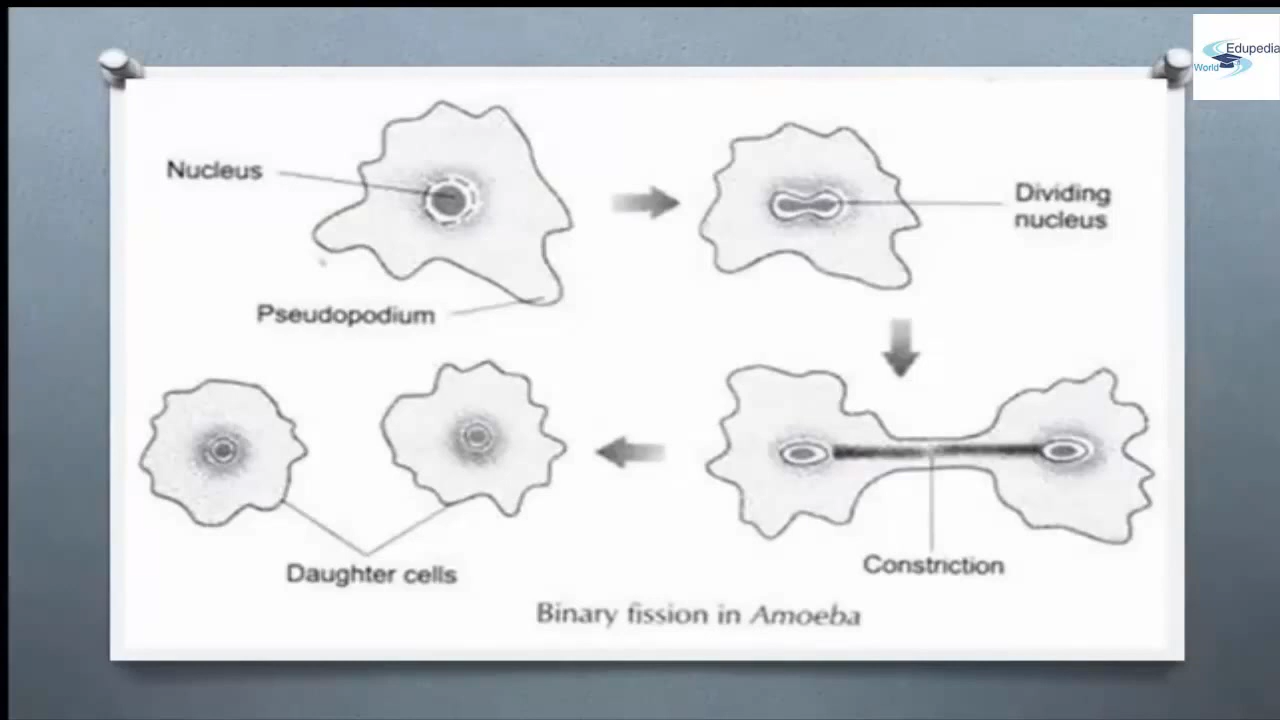 Edupedia
World
Nucleus
Dividing
nucleus
Pseudopodium
Daughter cells
Constriction
Binary fission in Amoeba